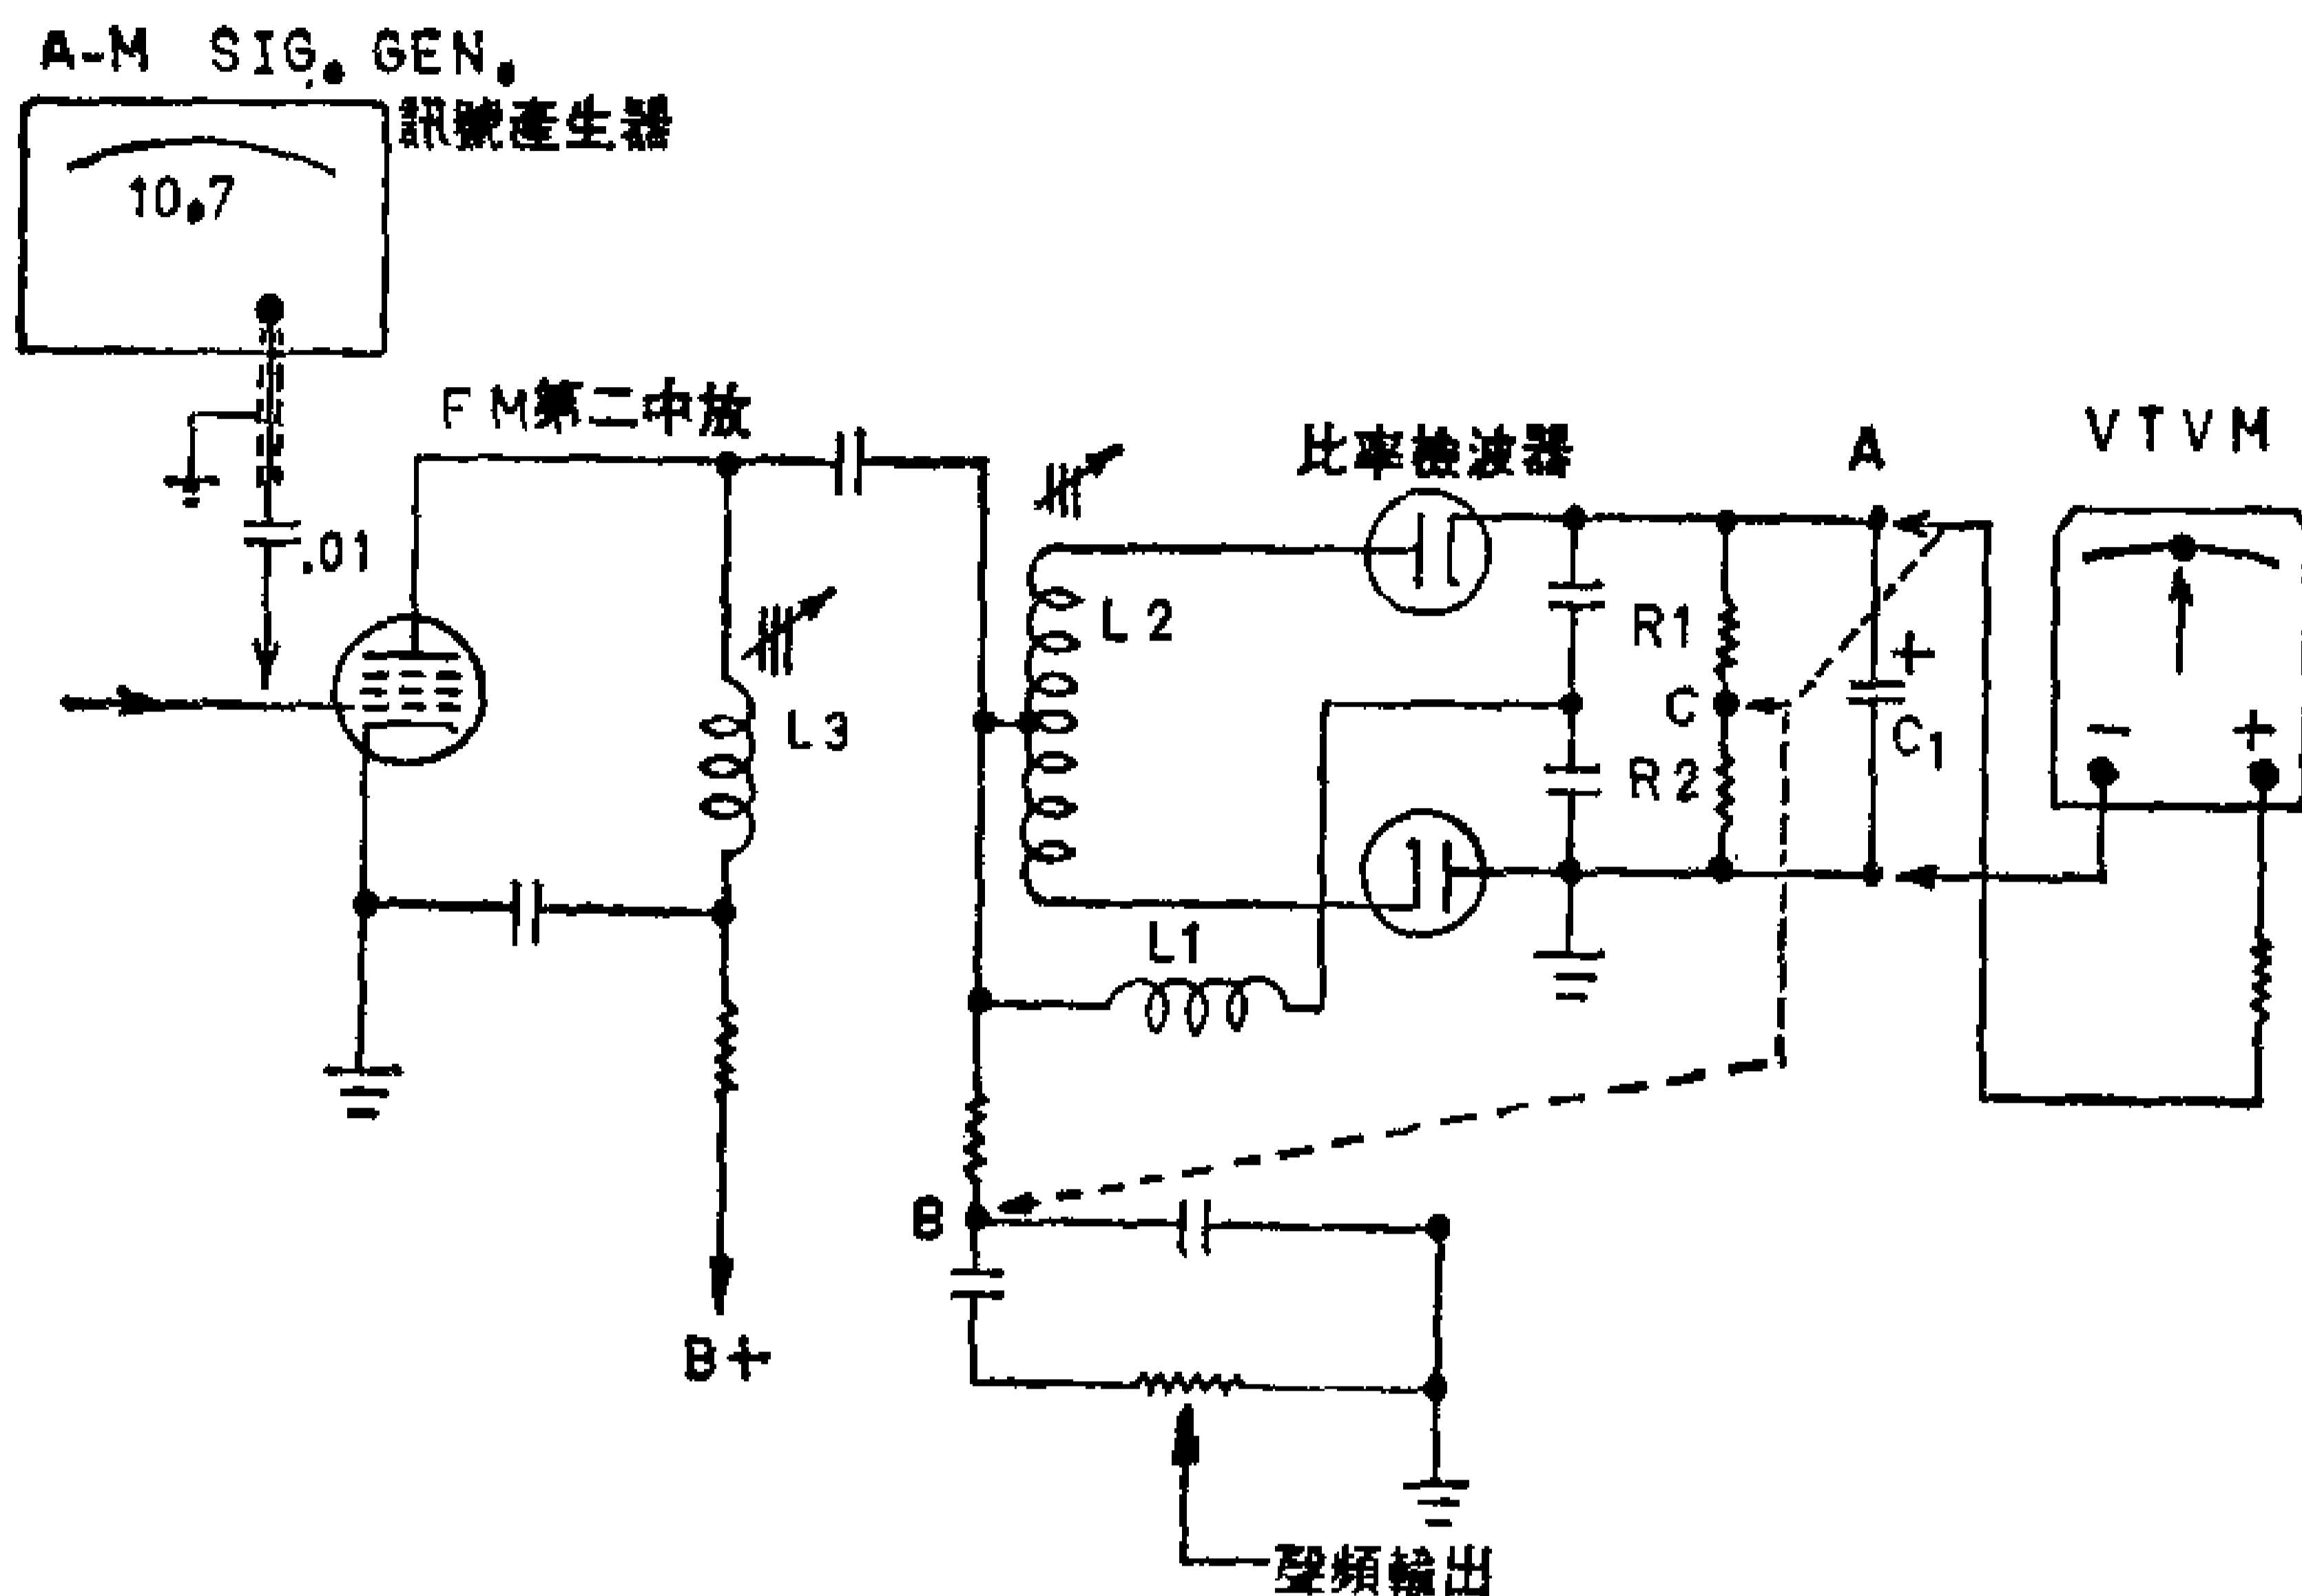 A-M SIG. GEN.
訊號產生器
10.7
.01
FM第二中放
L3
B+
比率檢波器
L2
L1
R1
R2
A
C
+
C1
VTVM
- +
B
聲頻輸出